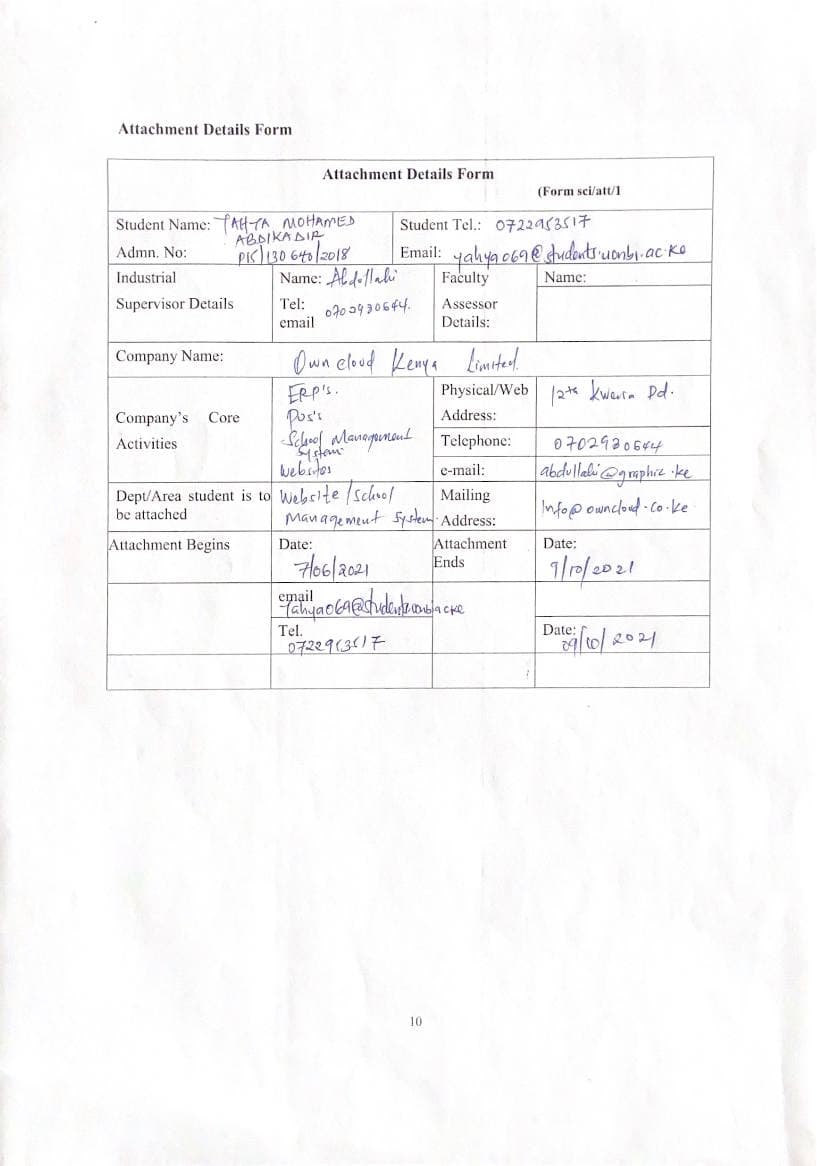 Attachment Details Form
Attachment Details Form
(Form sci/att/1
Student Name: YAHYA MOHAMED
ABDIKADIR
Student Tel.: 0722953517
Admn. No: P15/130640/2018
Email: yahya069@students.uonbi.ac.ke
Industrial
Supervisor Details
Name: Abdullahi
Tel: 0702930644.
email
Faculty
Assessor
Details:
Name:
Company Name: Owncloud Kenya Limited.
Company's Core
Activities
ERP's.
POS's
School Management
System
Websites
Physical/Web
Address:
12th Rd.
Telephone: 0702930644
e-mail: abdullahi@graphic.ke
Dept/Area student is to
be attached
Website/School
Management System.
Mailing
Address:
Info@owncloud.co.ke
Attachment Begins
Date:
7/06/2021
Attachment
Ends
Date:
9/10/2021
email
Yahya069@students.uonbi.ac.ke
Tel.
0722953517
Date:
09/10/2021
10